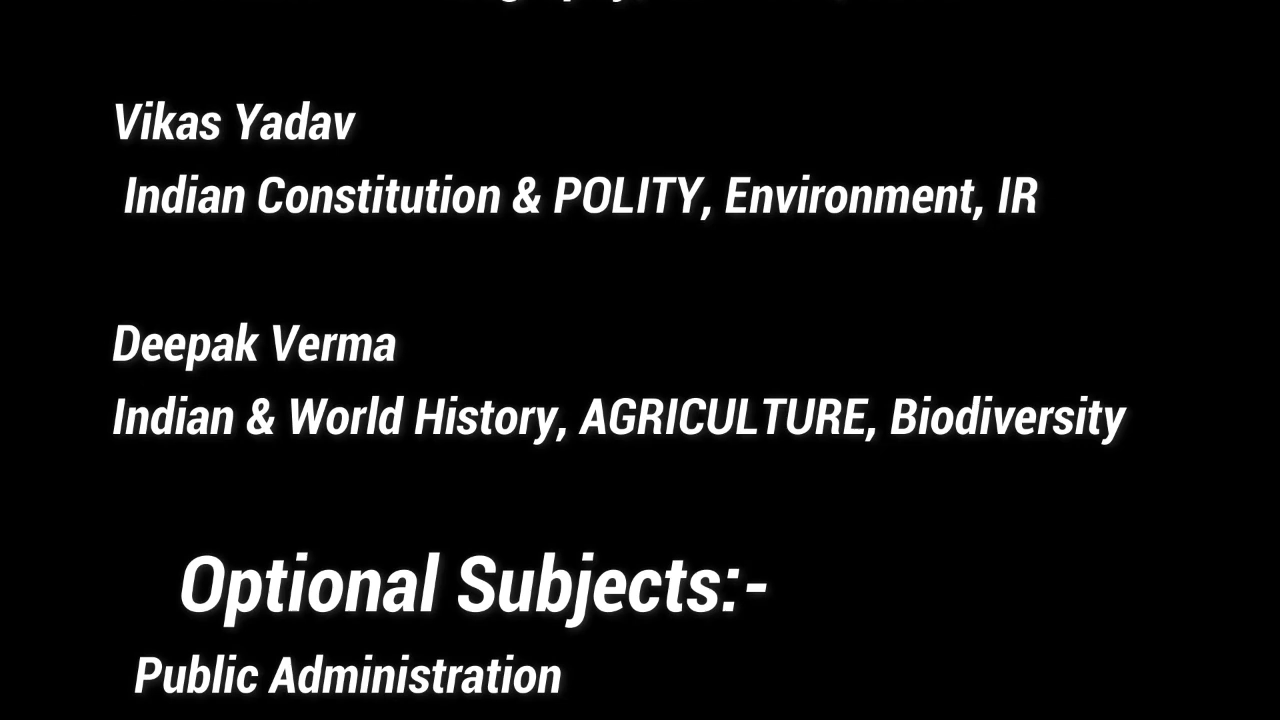 Vikas Yadav
Indian Constitution & POLITY, Environment, IR
Deepak Verma
Indian & World History, AGRICULTURE, Biodiversity
Optional Subjects:-
Public Administration